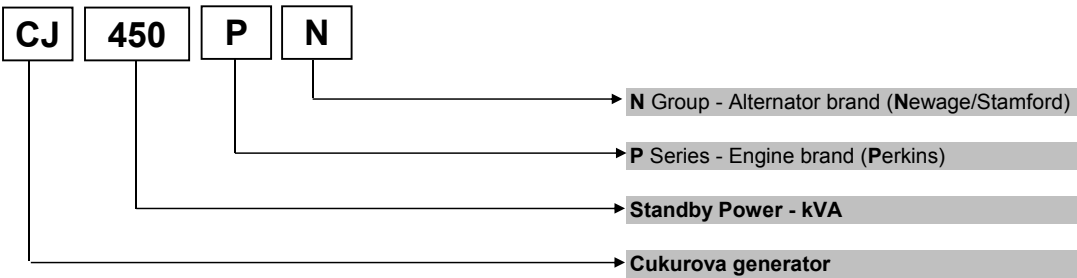 CJ 450 P N
N Group - Alternator brand (Newage/Stamford)
P Series - Engine brand (Perkins)
Standby Power - kVA
Cukurova generator